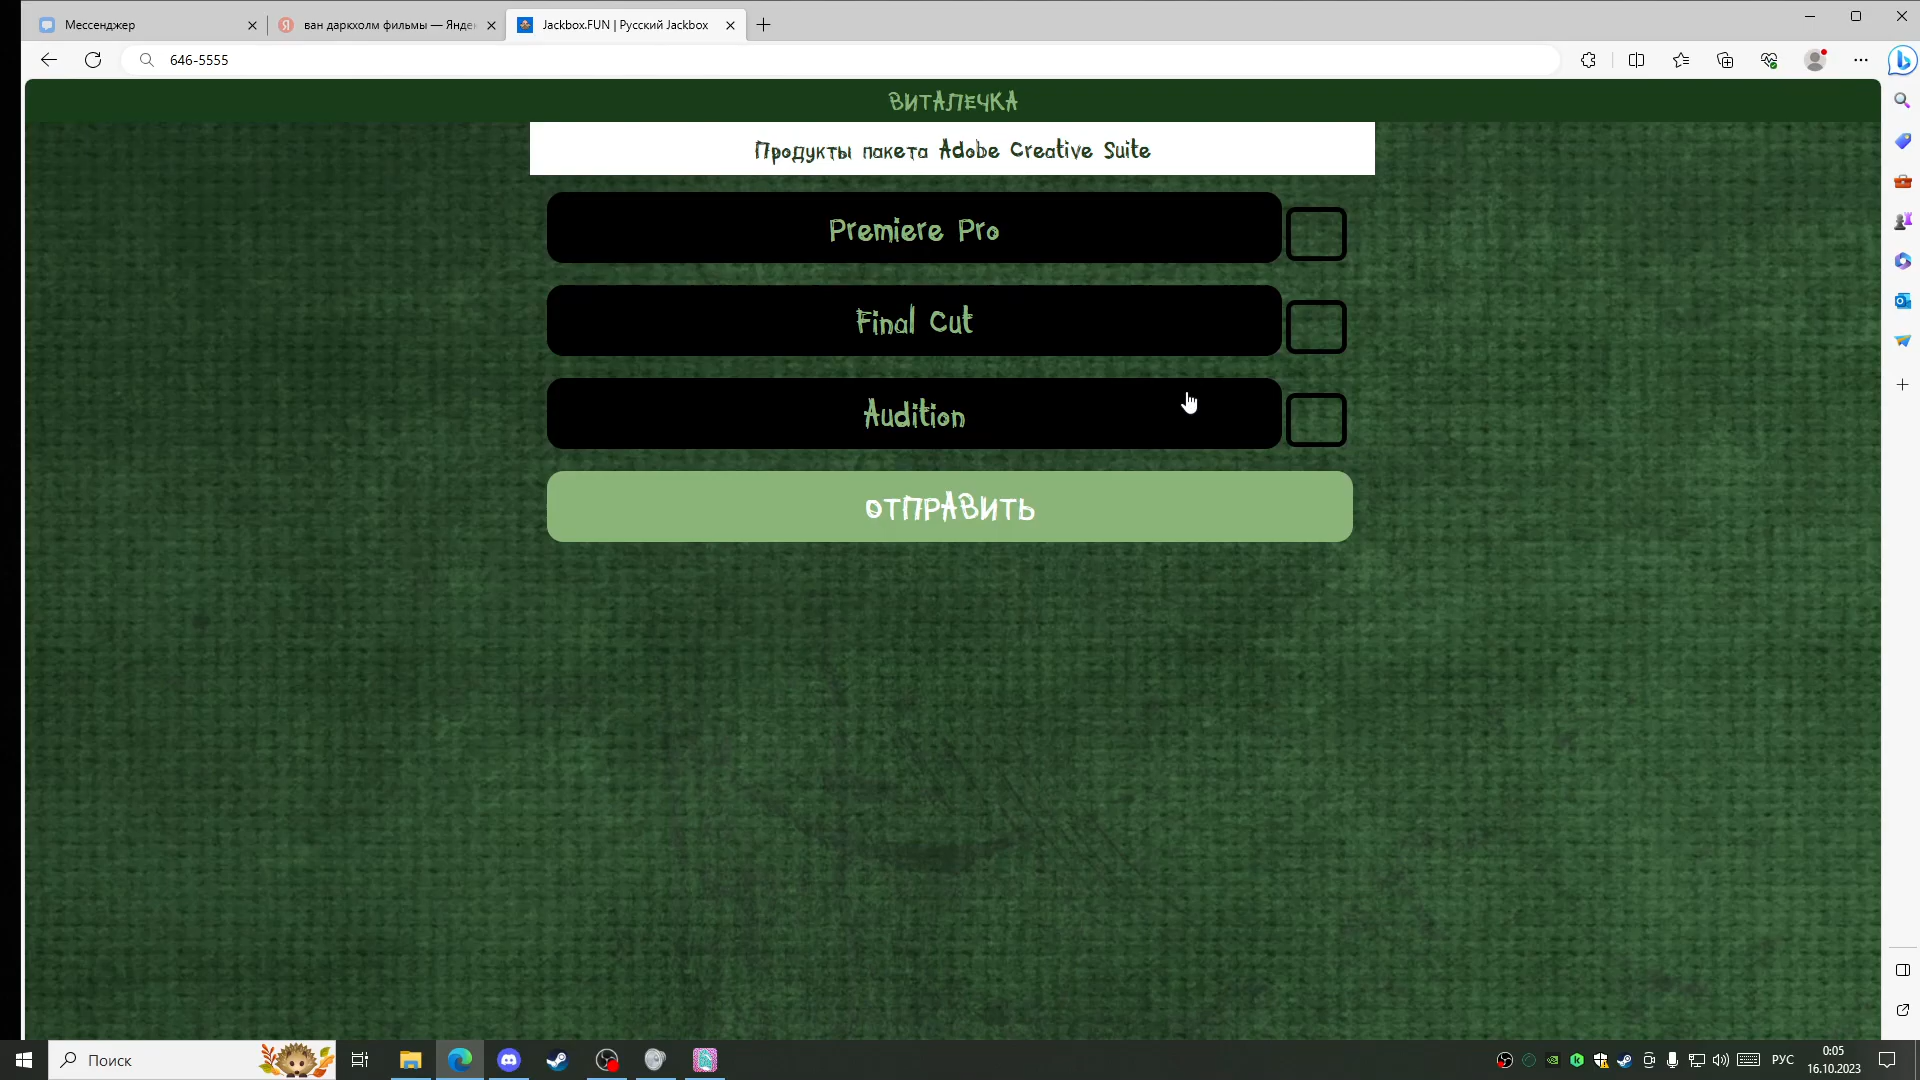 Мессенджер
ван даркхолм фильмы — Яндек
Jackbox.FUN | Русский Jackbox
646-5555
ВИТАЛЕЧКА
Продукты пакета Adobe Creative Suite
Premiere Pro
Final Cut
Audition
ОТПРАВИТЬ
Поиск
РУС
0:05
16.10.2023